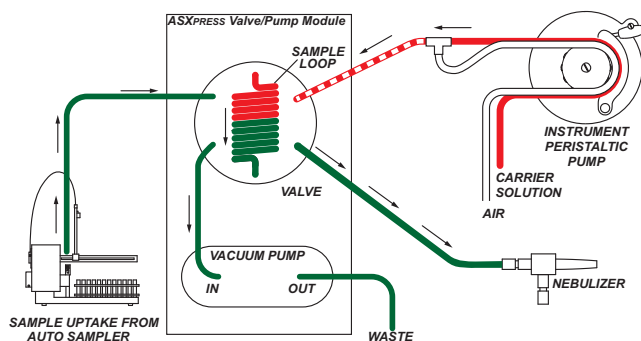 ASXPRESS Valve/Pump Module
SAMPLE
LOOP
VALVE
INSTRUMENT
PERISTALTIC
PUMP
CARRIER
SOLUTION
AIR
VACUUM PUMP
IN
OUT
NEBULIZER
WASTE
SAMPLE UPTAKE FROM
AUTO SAMPLER